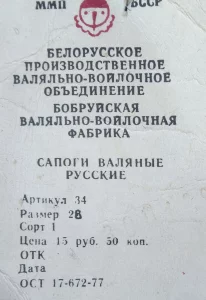 ММП БССР
БЕЛОРУССКОЕ
ПРОИЗВОДСТВЕННОЕ
ВАЛЯЛЬНО-ВОЙЛОЧНОЕ
ОБЪЕДИНЕНИЕ
БОБРУЙСКАЯ
ВАЛЯЛЬНО-ВОЙЛОЧНАЯ
ФАБРИКА
САПОГИ ВАЛЯНЫЕ
РУССКИЕ
Артикул 34
Размер 28
Сорт 1
Цена 15 руб. 50 коп.
ОТК
Дата
ОСТ 17-672-77